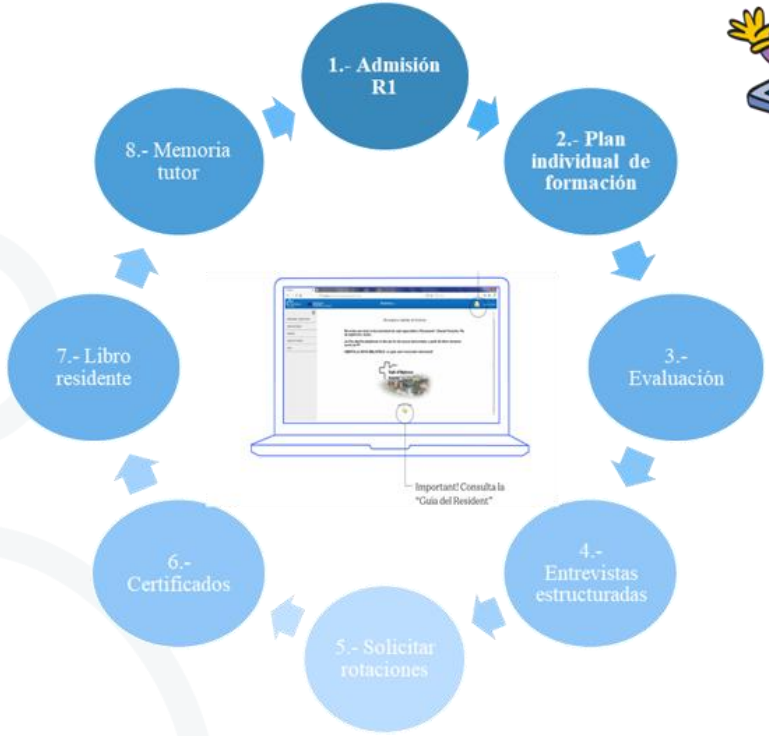 1.- Admisión
R1
2.- Plan
individual de
formación
3.-
Evaluación
4.-
Entrevistas
estructuradas
5.- Solicitar
rotaciones
6.-
Certificados
7.- Libro
residente
8.- Memoria
tutor
Important! Consulta la
"Guia del Resident"